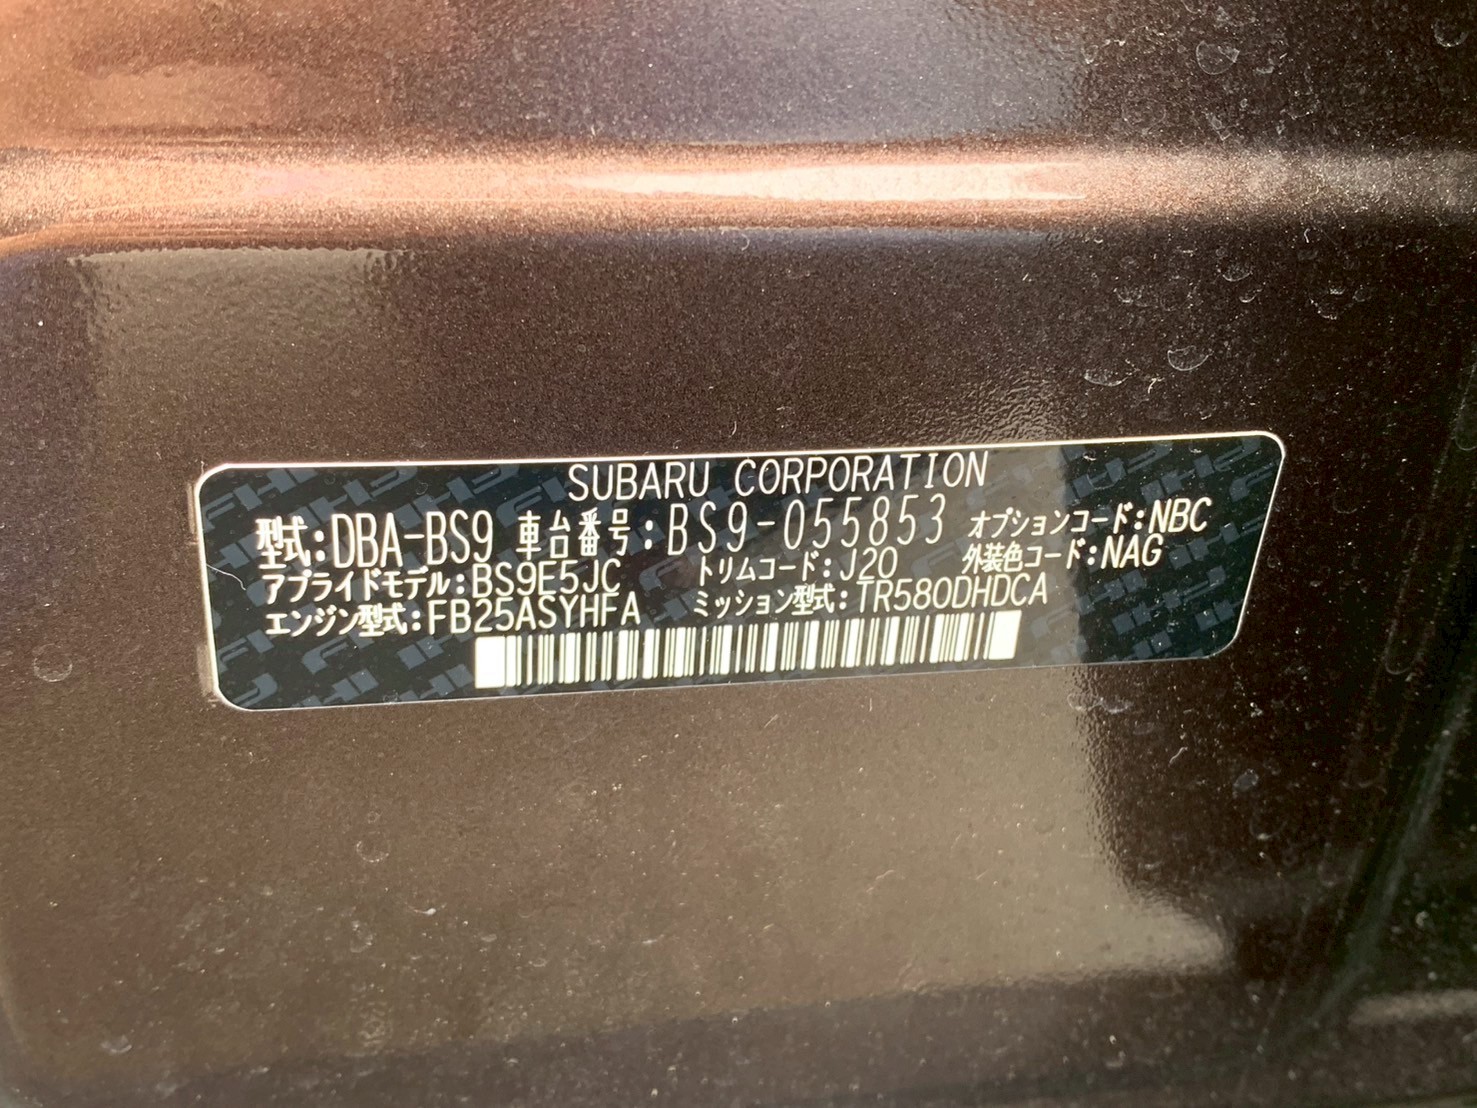 SUBARU CORPORATION
型式:DBA-BS9 車台番号:BS9-055853 オプションコード:NBC
アプライドモデル:BS9E5JC トリムコード:J20 外装色コード:NAG
エンジン型式:FB25ASYHFA ミッション型式:TR580DHDCA